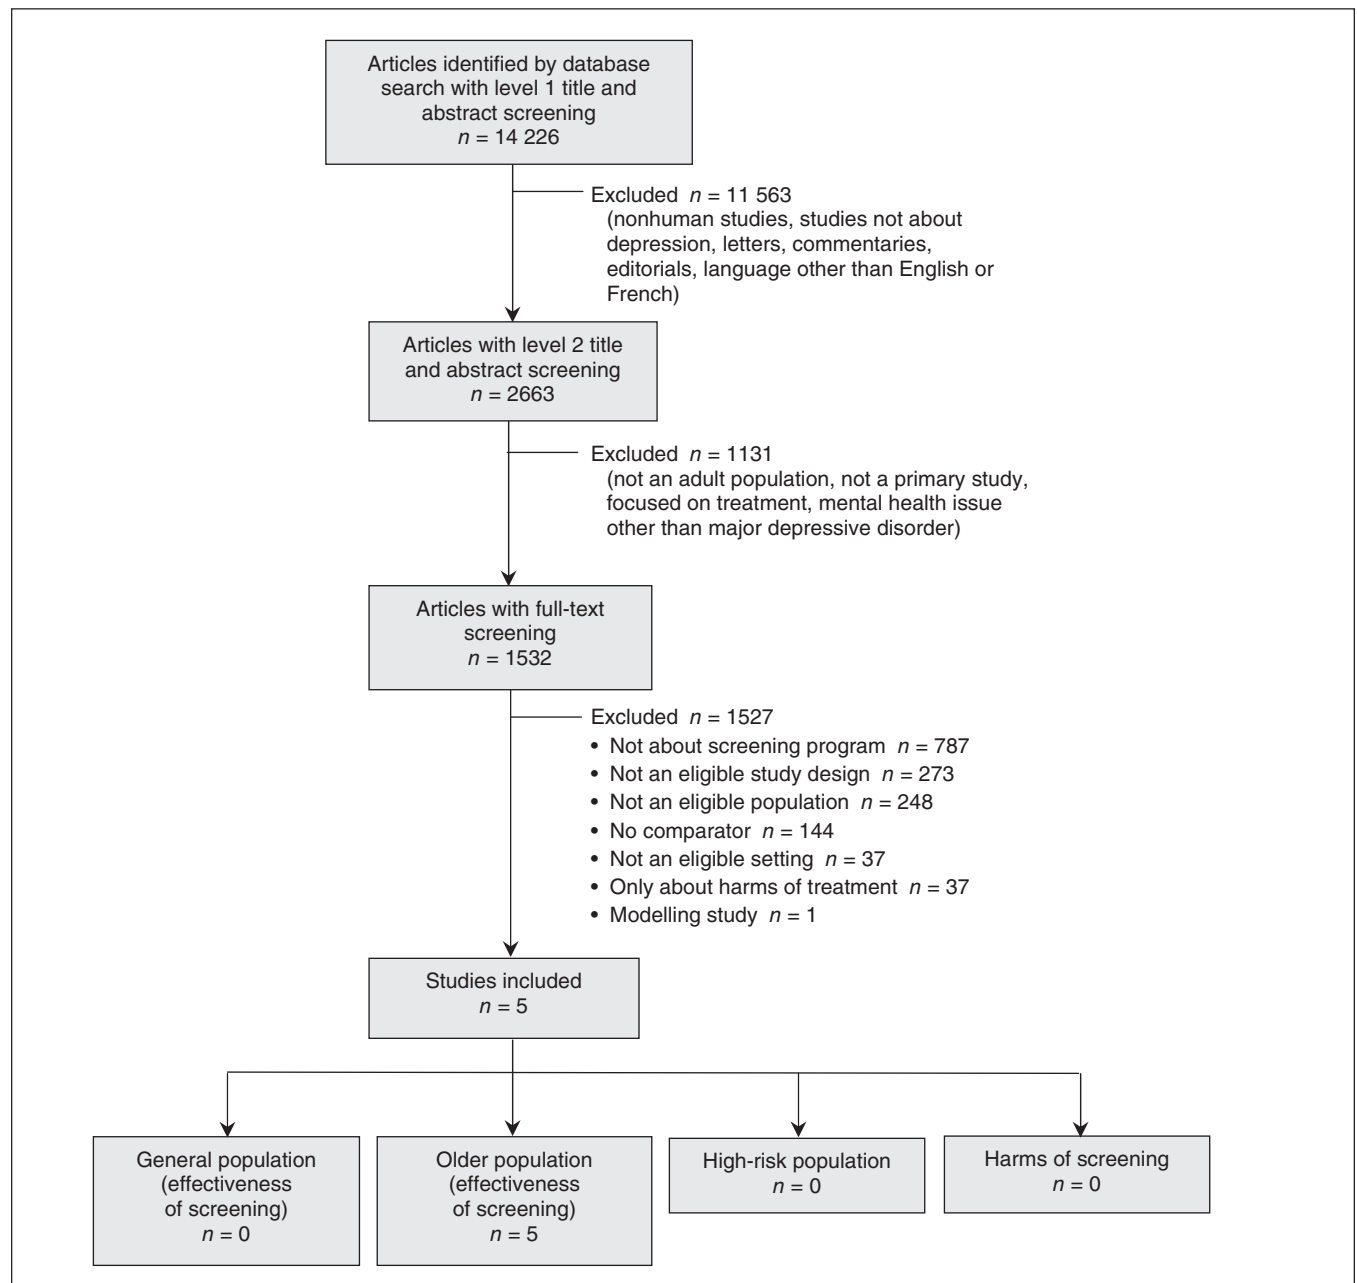 Articles identified by database
search with level 1 title and
abstract screening
n = 14 226
Excluded n = 11 563
(nonhuman studies, studies not about
depression, letters, commentaries,
editorials, language other than English or
French)
Articles with level 2 title
and abstract screening
n = 2663
Excluded n = 1131
(not an adult population, not a primary study,
focused on treatment, mental health issue
other than major depressive disorder)
Articles with full-text
screening
n = 1532
Excluded n = 1527
• Not about screening program n = 787
• Not an eligible study design n = 273
• Not an eligible population n = 248
• No comparator n = 144
• Not an eligible setting n = 37
• Only about harms of treatment n = 37
• Modelling study n = 1
Studies included
n = 5
General population
(effectiveness
of screening)
n = 0
Older population
(effectiveness
of screening)
n = 5
High-risk population
n = 0
Harms of screening
n = 0